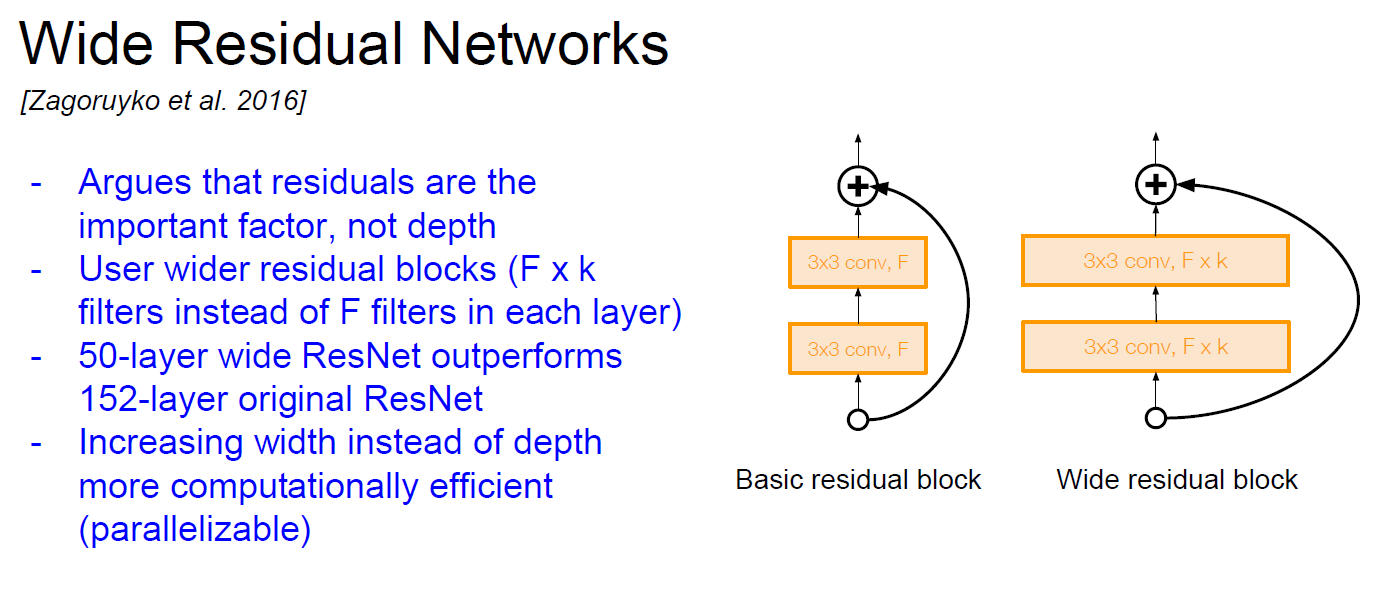 Wide Residual Networks
[Zagoruyko et al. 2016]
- Argues that residuals are the
important factor, not depth
- User wider residual blocks (F x k
filters instead of F filters in each layer)
- 50-layer wide ResNet outperforms
152-layer original ResNet
- Increasing width instead of depth
more computationally efficient
(parallelizable)
+
3x3 conv, F
3x3 conv, F
Basic residual block
+
3x3 conv, F x k
3x3 conv, F x k
Wide residual block